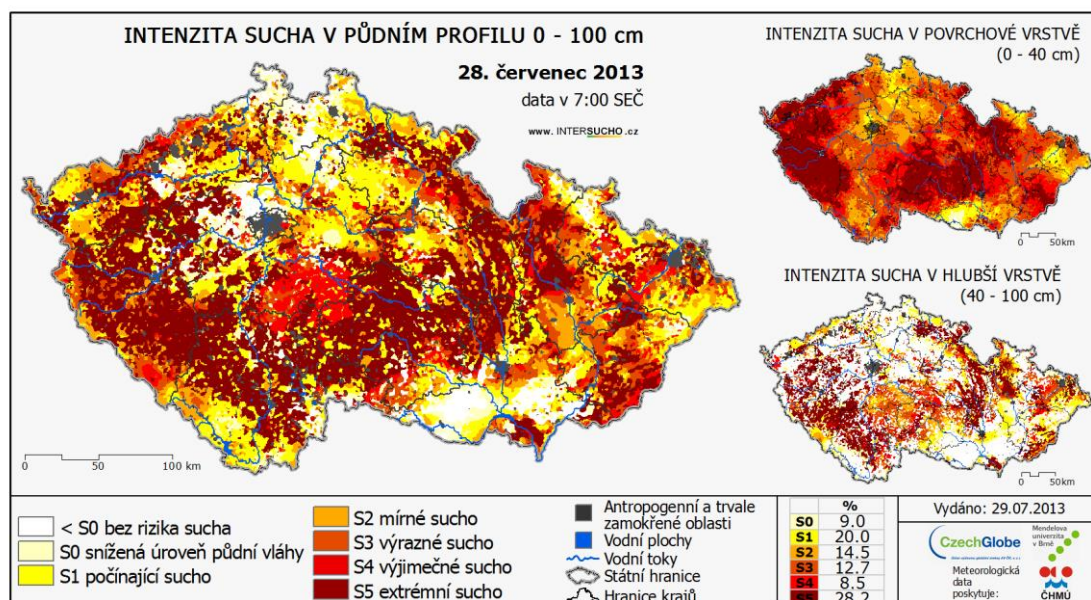 INTENZITA SUCHA V PŮDNÍM PROFILU 0 - 100 cm
28. červenec 2013
data v 7:00 SEČ
www. INTERSUCHO .cz
0 50 100 km
INTENZITA SUCHA V POVRCHOVÉ VRSTVĚ
(0 - 40 cm)
0 50km
INTENZITA SUCHA V HLUBŠÍ VRSTVĚ
(40 - 100 cm)
0 50km
< S0 bez rizika sucha
S0 snížená úroveň půdní vláhy
S1 počínající sucho
S2 mírné sucho
S3 výrazné sucho
S4 výjimečné sucho
S5 extrémní sucho
Antropogenní a trvale
zamokřené oblasti
Vodní plochy
Vodní toky
Státní hranice
Hranice krajů
%
S0 9.0
S1 20.0
S2 14.5
S3 12.7
S4 8.5
S5 28.2
Vydáno: 29.07.2013
CzechGlobe
Mendelova
univerzita
v Brně
Meteorologická
data
poskytuje:
ČHMÚ